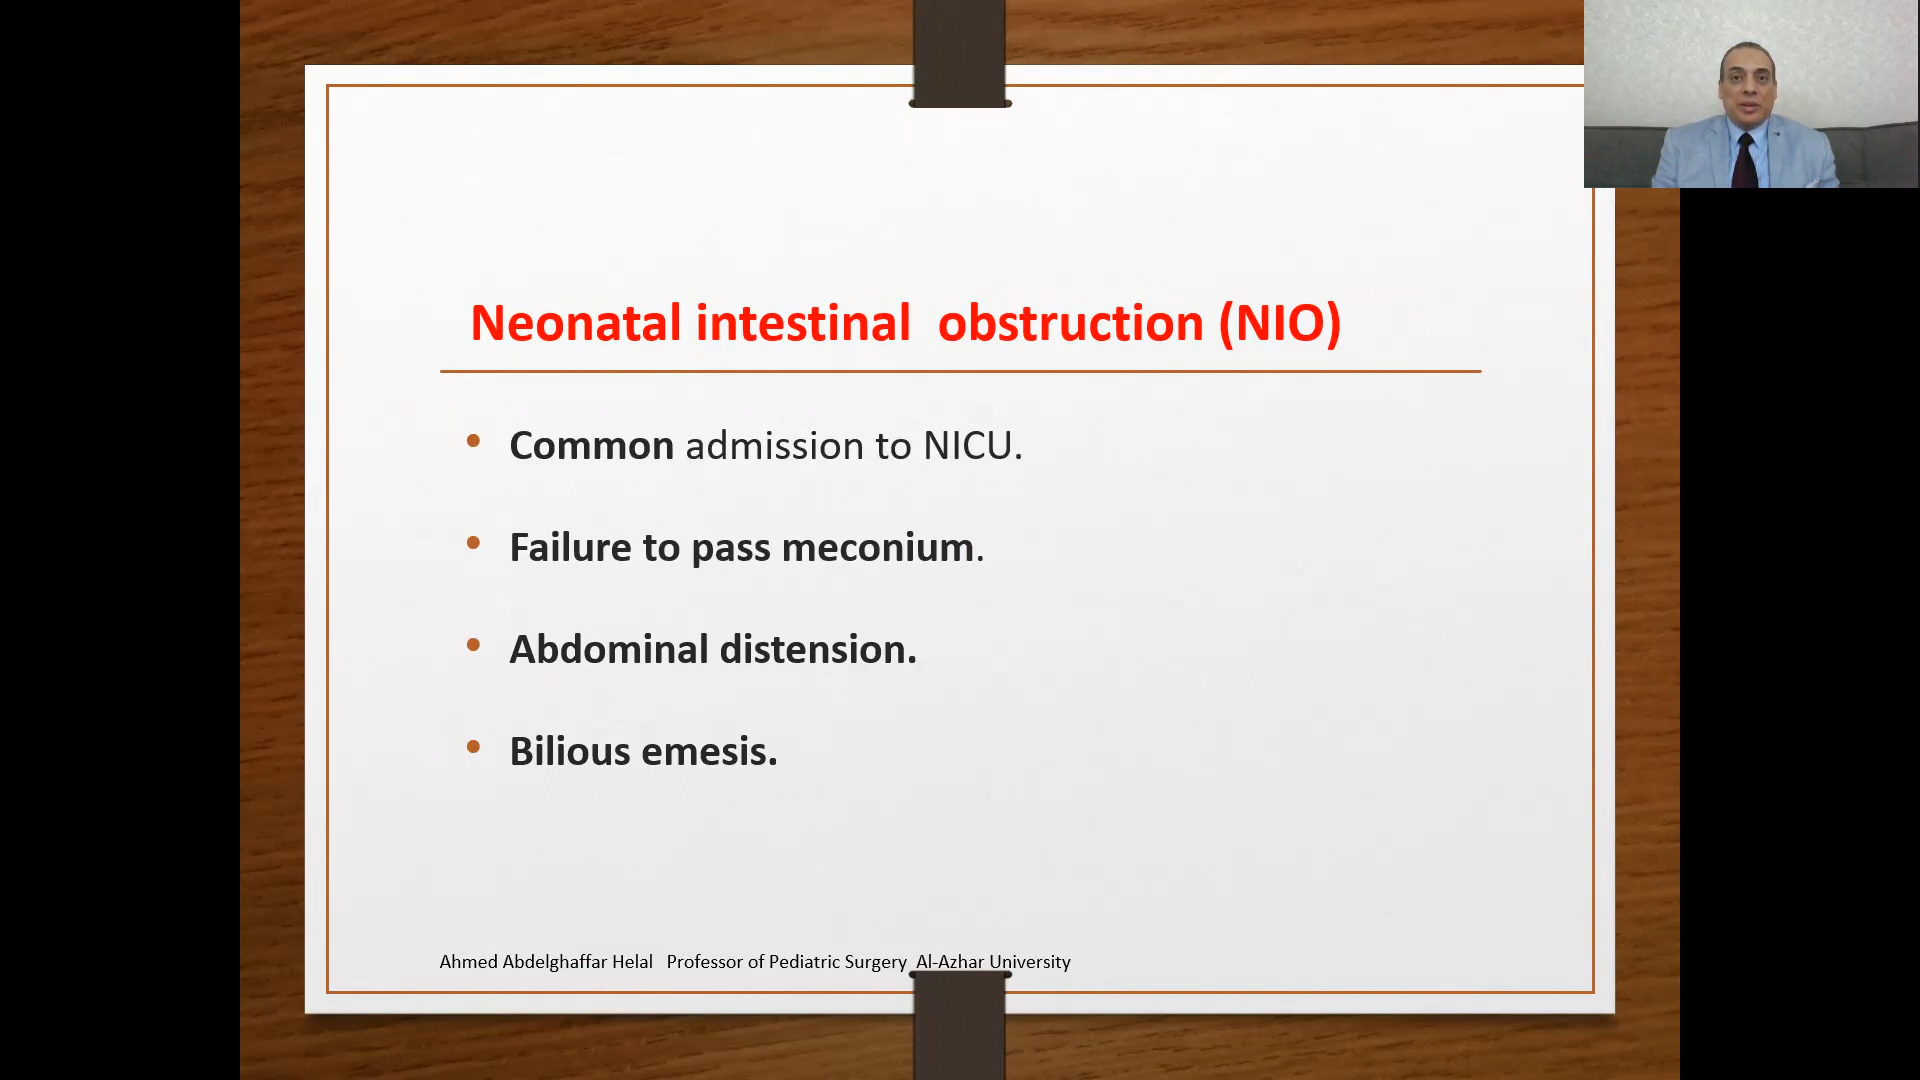 Neonatal intestinal obstruction (NIO)
• Common admission to NICU.
• Failure to pass meconium.
• Abdominal distension.
• Bilious emesis.
Ahmed Abdelghaffar Helal Professor of Pediatric Surgery Al-Azhar University